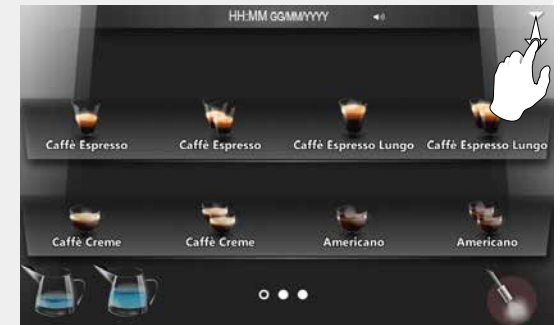 HH:MM GG/MM/YYYY
Caffè Espresso Caffè Espresso Caffè Espresso Lungo Caffè Espresso Lungo
Caffè Creme Caffè Creme Americano Americano